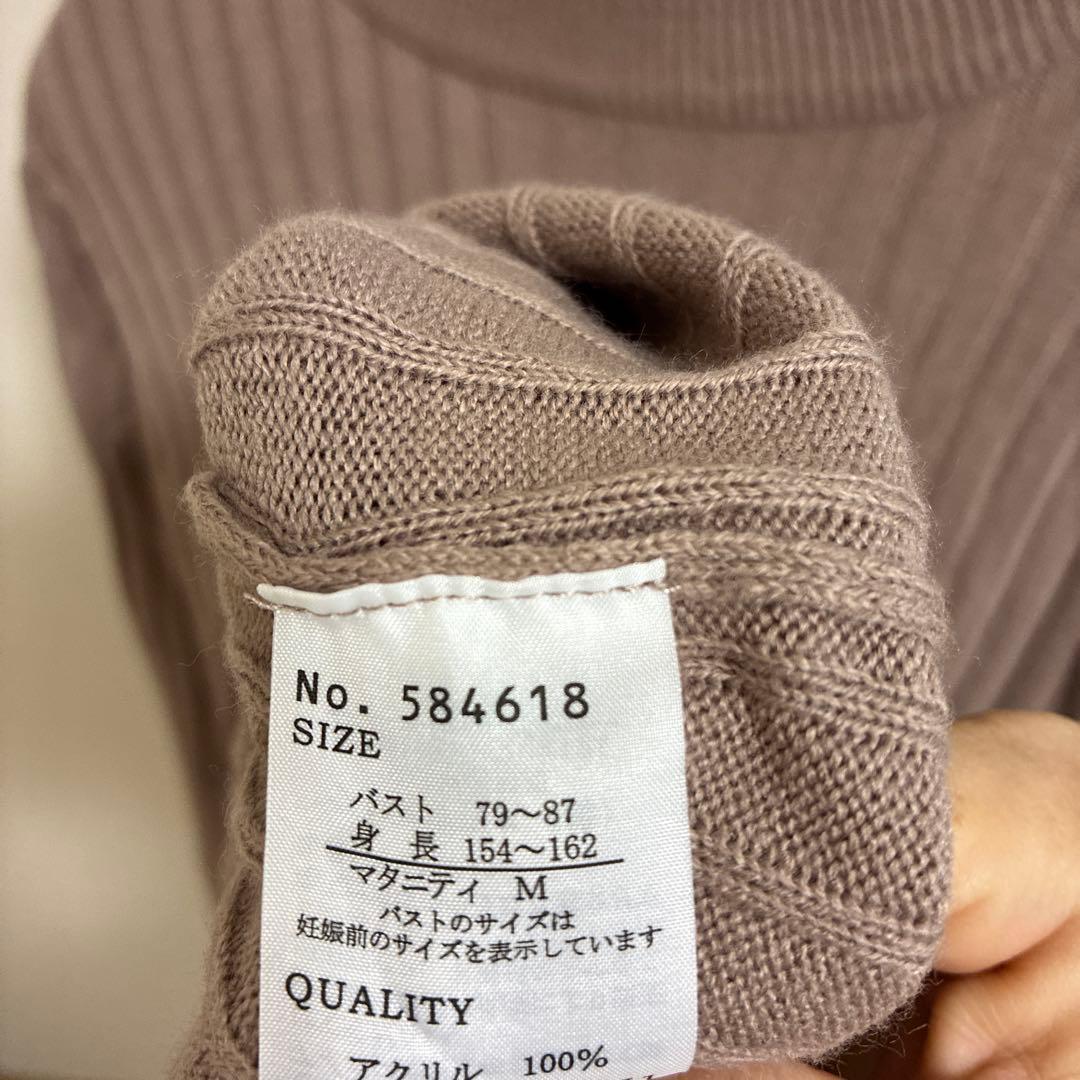 No. 584618
SIZE
バスト 79〜87
身 長 154〜162
マタニティ M
バストのサイズは
妊娠前のサイズを表示しています
QUALITY
アクリル 100%